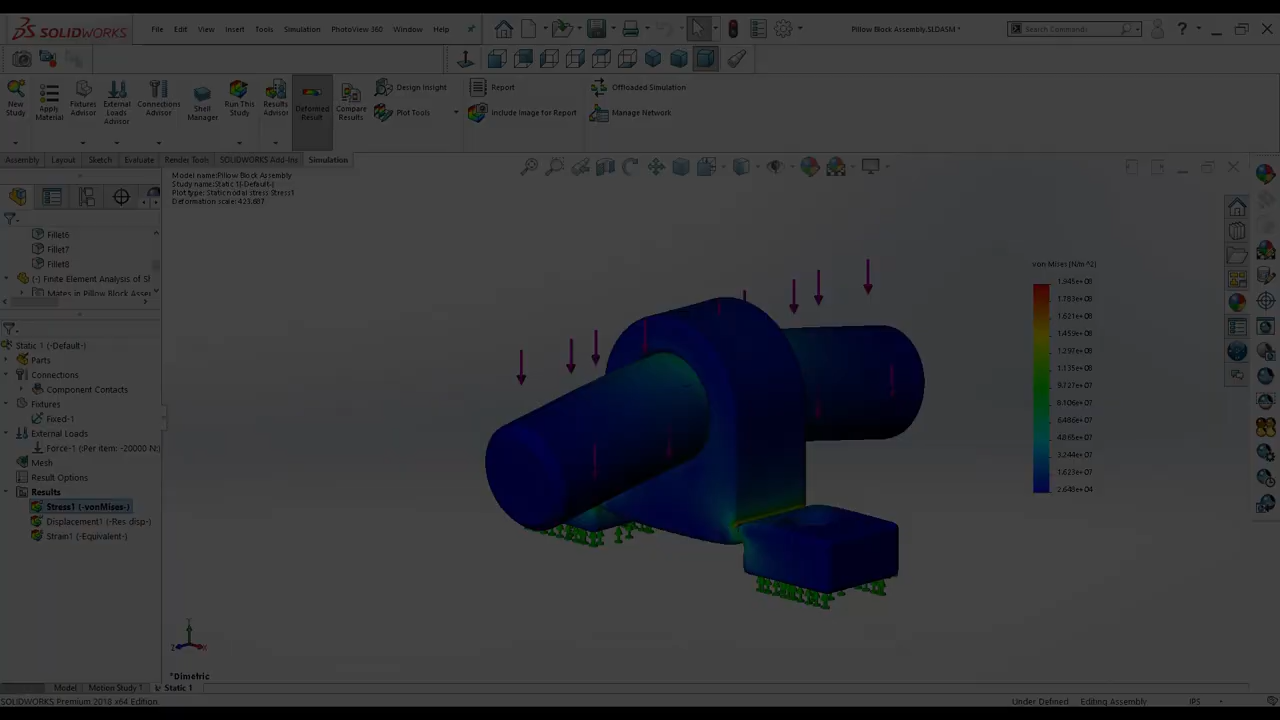 SOLIDWORKS
File Edit View Insert Tools Simulation PhotoView 360 Window Help
Pillow Block Assembly.SLDASM *
Search Commands
New Study
Apply Material
Fixtures Advisor
External Loads Advisor
Connections Advisor
Shell Manager
Run This Study
Results Advisor
Deformed Result
Compare Results
Design Insight
Plot Tools
Report
Include Image for Report
Offloaded Simulation
Manage Network
Assembly Layout Sketch Evaluate Render Tools SOLIDWORKS Add-Ins Simulation
Model name:Pillow Block Assembly
Study name:Static 1(-Default-)
Plot type: Static nodal stress Stress1
Deformation scale: 423.687
Fillet6
Fillet7
Fillet8
(-) Finite Element Analysis of Sh
Mates in Pillow Block Assem
Static 1 (-Default-)
Parts
Connections
Component Contacts
Fixtures
Fixed-1
External Loads
Force-1 (:Per item: -20000 N:)
Mesh
Result Options
Results
Stress1 (-vonMises-)
Displacement1 (-Res disp-)
Strain1 (-Equivalent-)
von Mises (N/m^2)
1.945e+08
1.783e+08
1.621e+08
1.459e+08
1.297e+08
1.135e+08
9.727e+07
8.106e+07
6.486e+07
4.865e+07
3.244e+07
1.623e+07
2.648e+04
Y
Z
X
*Dimetric
Model Motion Study 1 Static 1
SOLIDWORKS Premium 2018 x64 Edition
Under Defined Editing Assembly IPS